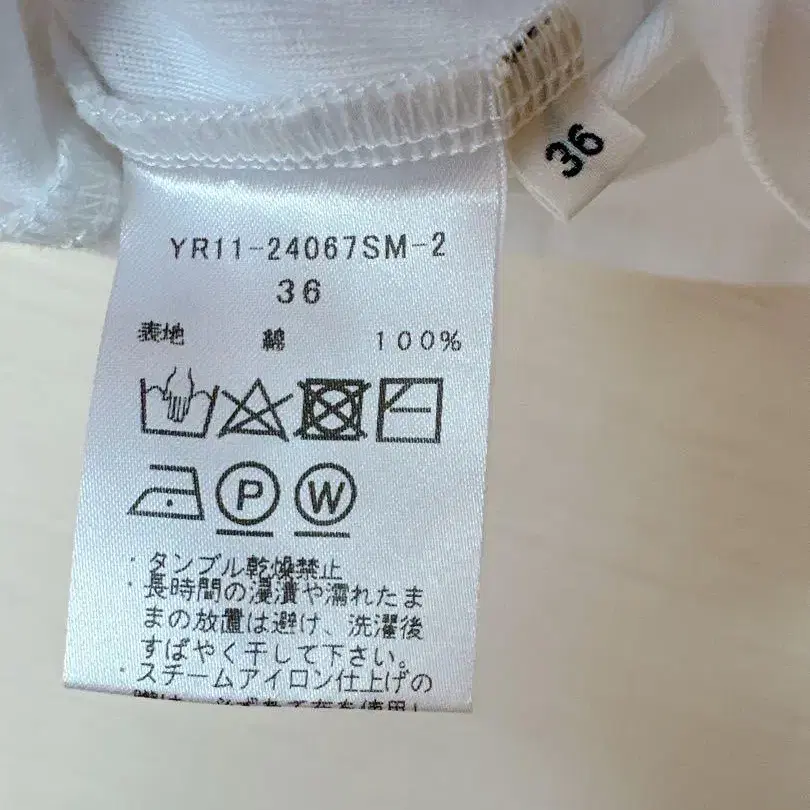 36
YR11-24067SM-2
36
表地 綿 100%
P W
・タンブル乾燥禁止
・長時間の浸漬や濡れたま
まの放置は避け、洗濯後
すばやく干して下さい。
・スチームアイロン仕上げの